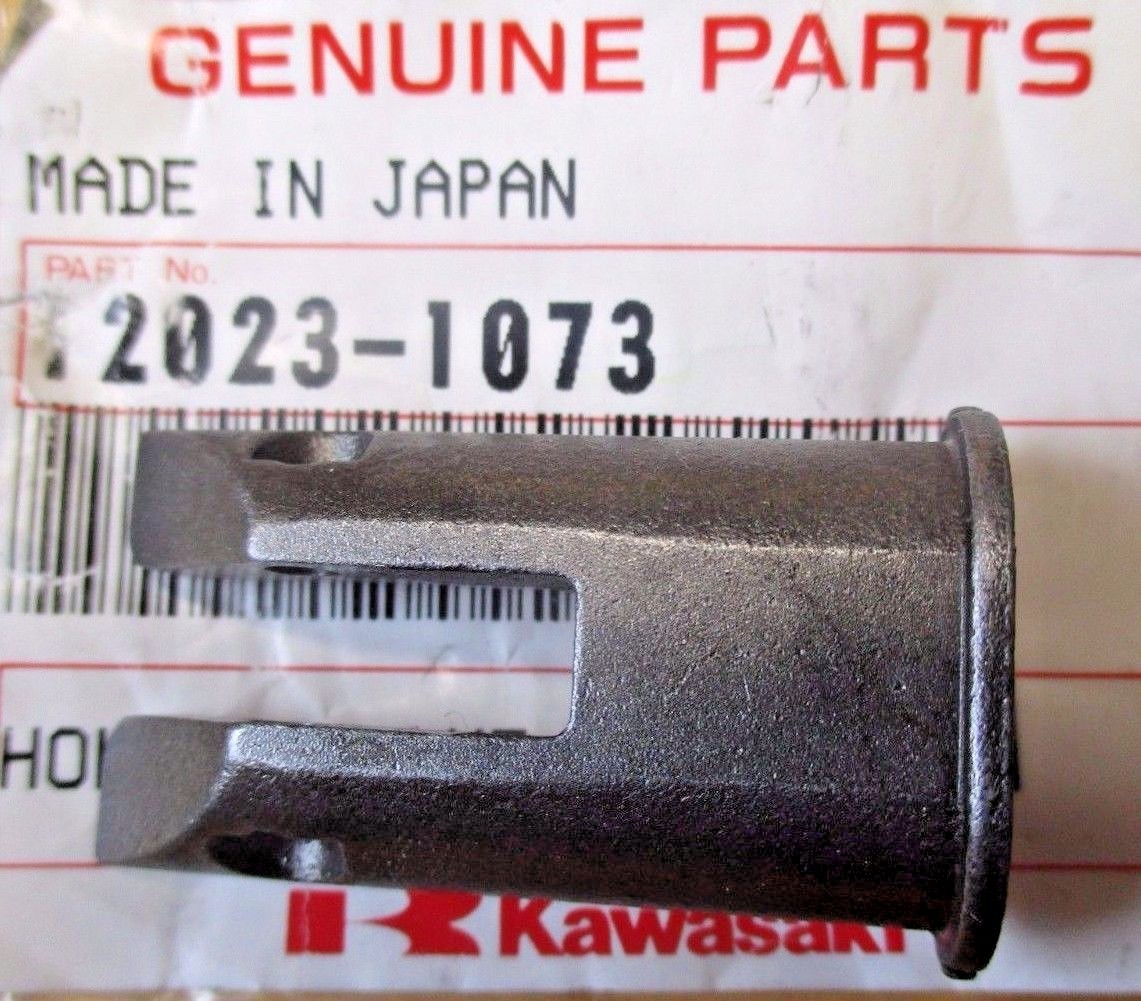 GENUINE PARTS
MADE IN JAPAN
PART No.
2023-1073
Kawasaki